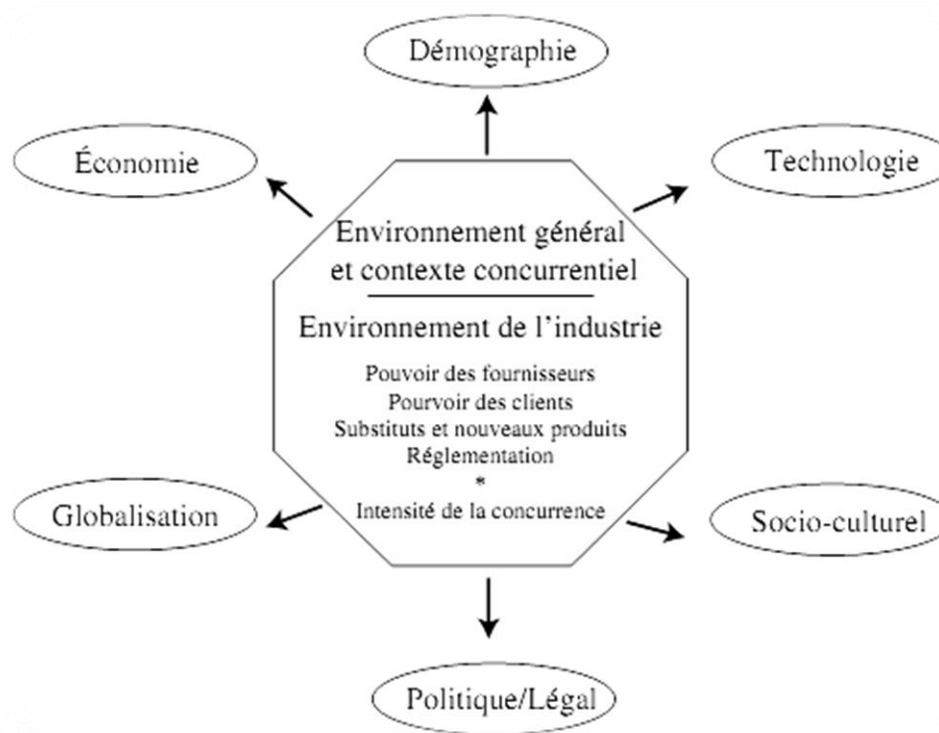 Démographie
Économie
Technologie
Environnement général
et contexte concurrentiel
Environnement de l'industrie
Pouvoir des fournisseurs
Pourvoir des clients
Substituts et nouveaux produits
Réglementation
*
Intensité de la concurrence
Globalisation
Socio-culturel
Politique/Légal